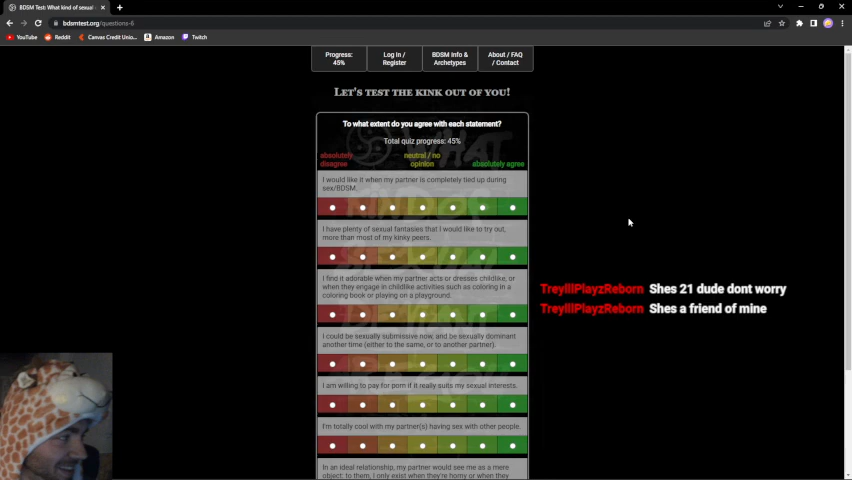 BDSM Test: What kind of sexual d
bdsmtest.org/questions-6
YouTube Reddit Canvas Credit Unio... Amazon Twitch
Progress: 45%
Log In / Register
BDSM Info & Archetypes
About / FAQ / Contact
Let's test the kink out of you!
To what extent do you agree with each statement?
Total quiz progress: 45%
absolutely disagree
neutral / no opinion
absolutely agree
I would like it when my partner is completely tied up during
sex/BDSM.
I have plenty of sexual fantasies that I would like to try out,
more than most of my kinky peers.
I find it adorable when my partner acts or dresses childlike, or
when they engage in childlike activities such as coloring in a
coloring book or playing on a playground.
TreylllPlayzReborn Shes 21 dude dont worry
TreylllPlayzReborn Shes a friend of mine
I could be sexually submissive now, and be sexually dominant
another time (either to the same, or to another partner).
I am willing to pay for porn if it really suits my sexual interests.
I'm totally cool with my partner(s) having sex with other people.
In an ideal relationship, my partner would see me as a mere
object: to them, I only exist when they're horny or when they